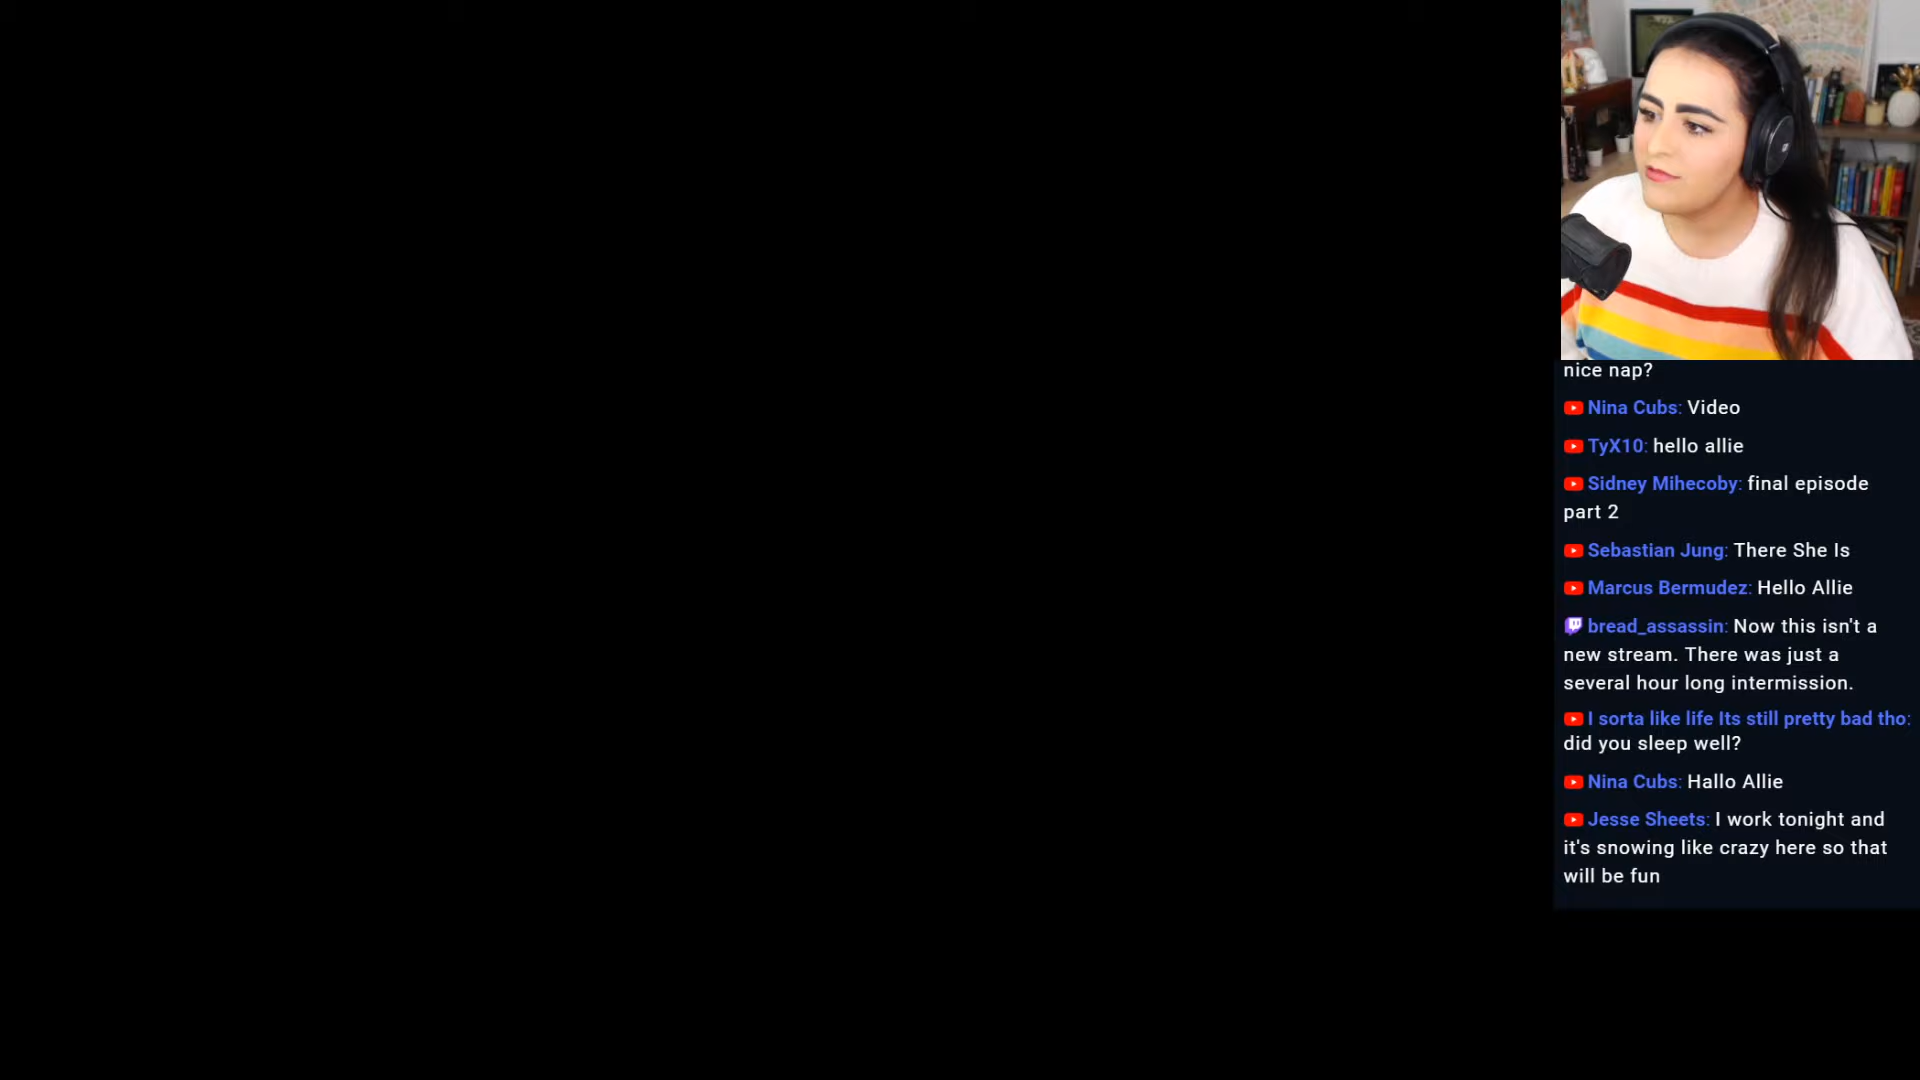 nice nap?
Nina Cubs: Video
TyX10: hello allie
Sidney Mihecoby: final episode
part 2
Sebastian Jung: There She Is
Marcus Bermudez: Hello Allie
bread_assassin: Now this isn't a
new stream. There was just a
several hour long intermission.
I sorta like life Its still pretty bad tho:
did you sleep well?
Nina Cubs: Hallo Allie
Jesse Sheets: I work tonight and
it's snowing like crazy here so that
will be fun